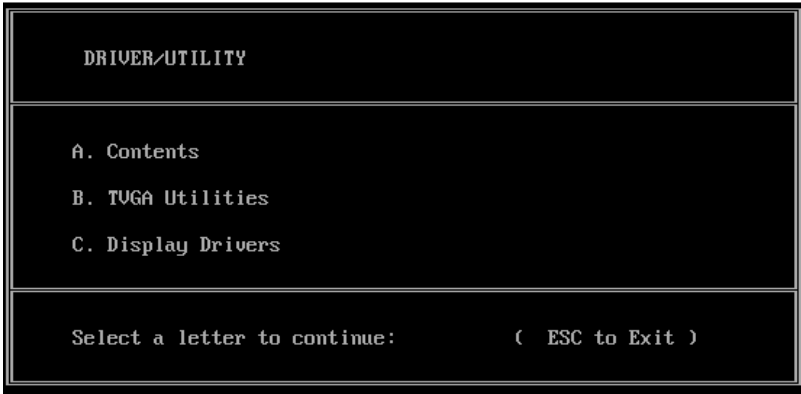 DRIVER/UTILITY
A. Contents
B. TVGA Utilities
C. Display Drivers
Select a letter to continue: ( ESC to Exit )